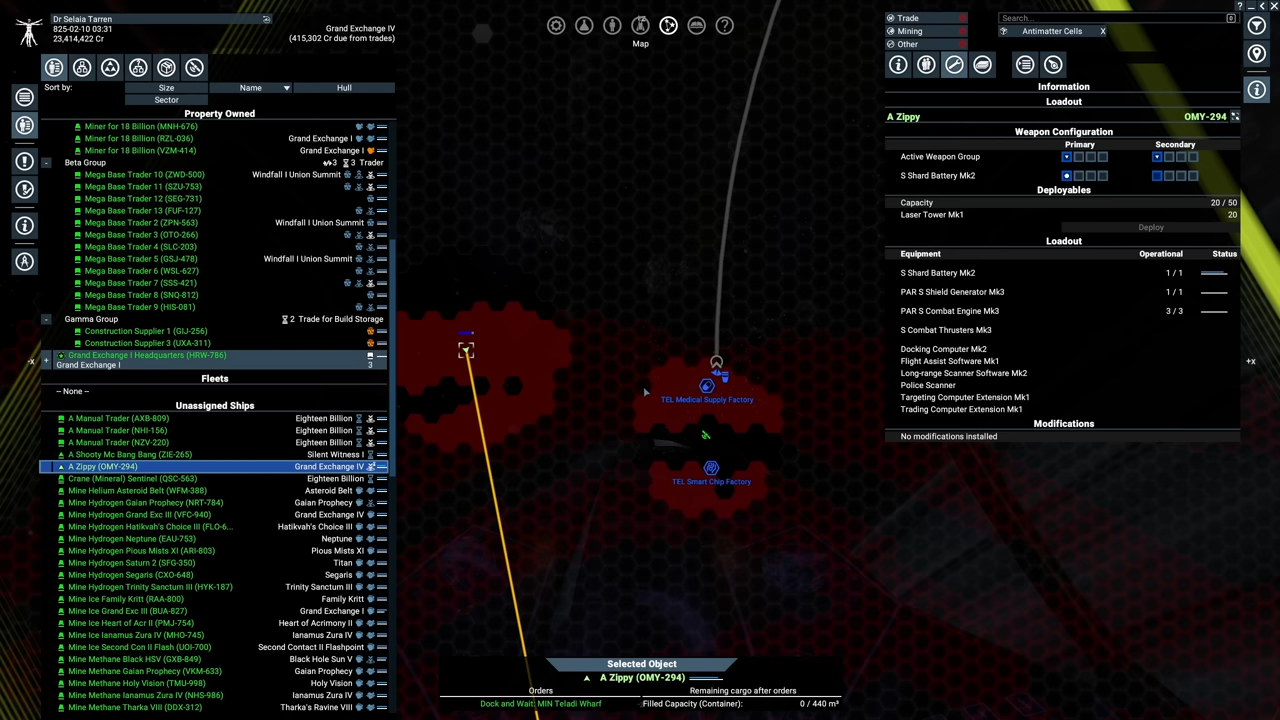 Dr Selaia Tarren
825-02-10 03:31
23,414,422 Cr
Grand Exchange IV
(415,302 Cr due from trades)
Map
Sort by:
Size
Name
Hull
Sector
Property Owned
Miner for 18 Billion (MNH-676)
Miner for 18 Billion (RZL-036) Grand Exchange I
Miner for 18 Billion (VZM-414) Grand Exchange I
- Beta Group 3 3 Trader
Mega Base Trader 10 (ZWD-500) Windfall I Union Summit
Mega Base Trader 11 (SZU-753)
Mega Base Trader 12 (SEG-731)
Mega Base Trader 13 (FUF-127)
Mega Base Trader 2 (ZPN-563) Windfall I Union Summit
Mega Base Trader 3 (OTO-266)
Mega Base Trader 4 (SLC-203)
Mega Base Trader 5 (GSJ-478) Windfall I Union Summit
Mega Base Trader 6 (WSL-627)
Mega Base Trader 7 (SSS-421)
Mega Base Trader 8 (SNQ-812)
Mega Base Trader 9 (HIS-081)
- Gamma Group 2 Trade for Build Storage
Construction Supplier 1 (GIJ-256)
Construction Supplier 3 (UXA-311)
+ Grand Exchange I Headquarters (HRW-786)
Grand Exchange I 3
Fleets
-- None --
Unassigned Ships
A Manual Trader (AXB-809) Eighteen Billion
A Manual Trader (NHI-156) Eighteen Billion
A Manual Trader (NZV-220) Eighteen Billion
A Shooty Mc Bang Bang (ZIE-265) Silent Witness I
A Zippy (OMY-294) Grand Exchange IV
Crane (Mineral) Sentinel (QSC-563) Eighteen Billion
Mine Helium Asteroid Belt (WFM-388) Asteroid Belt
Mine Hydrogen Gaian Prophecy (NRT-784) Gaian Prophecy
Mine Hydrogen Grand Exc III (VFC-940) Grand Exchange IV
Mine Hydrogen Hatikvah's Choice III (FLO-6... Hatikvah's Choice III
Mine Hydrogen Neptune (EAU-753) Neptune
Mine Hydrogen Pious Mists XI (ARI-803) Pious Mists XI
Mine Hydrogen Saturn 2 (SFG-350) Titan
Mine Hydrogen Segaris (CXO-648) Segaris
Mine Hydrogen Trinity Sanctum III (HYK-187) Trinity Sanctum III
Mine Ice Family Kritt (RAA-800) Family Kritt
Mine Ice Grand Exc III (BUA-827) Grand Exchange I
Mine Ice Heart of Acr II (PMJ-754) Heart of Acrimony II
Mine Ice Ianamus Zura IV (MHO-745) Ianamus Zura IV
Mine Ice Second Con II Flash (UOI-700) Second Contact II Flashpoint
Mine Methane Black HSV (GXB-849) Black Hole Sun V
Mine Methane Gaian Prophecy (VKM-633) Gaian Prophecy
Mine Methane Holy Vision (TMU-998) Holy Vision
Mine Methane Ianamus Zura IV (NHS-986) Ianamus Zura IV
Mine Methane Tharka VIII (DDX-312) Tharka's Ravine VIII
-x
TEL Medical Supply Factory
TEL Smart Chip Factory
Selected Object
A Zippy (OMY-294)
Orders
Remaining cargo after orders
Dock and Wait: MIN Teladi Wharf
Filled Capacity (Container): 0 / 440 m³
Trade
Mining
Other
Search...
Antimatter Cells X
Information
Loadout
A Zippy OMY-294
Weapon Configuration
Primary Secondary
Active Weapon Group
S Shard Battery Mk2
Deployables
Capacity 20 / 50
Laser Tower Mk1 20
Deploy
Loadout
Equipment Operational Status
S Shard Battery Mk2 1 / 1
PAR S Shield Generator Mk3 1 / 1
PAR S Combat Engine Mk3 3 / 3
S Combat Thrusters Mk3
Docking Computer Mk2
Flight Assist Software Mk1
Long-range Scanner Software Mk2
Police Scanner
Targeting Computer Extension Mk1
Trading Computer Extension Mk1
Modifications
No modifications installed
+x